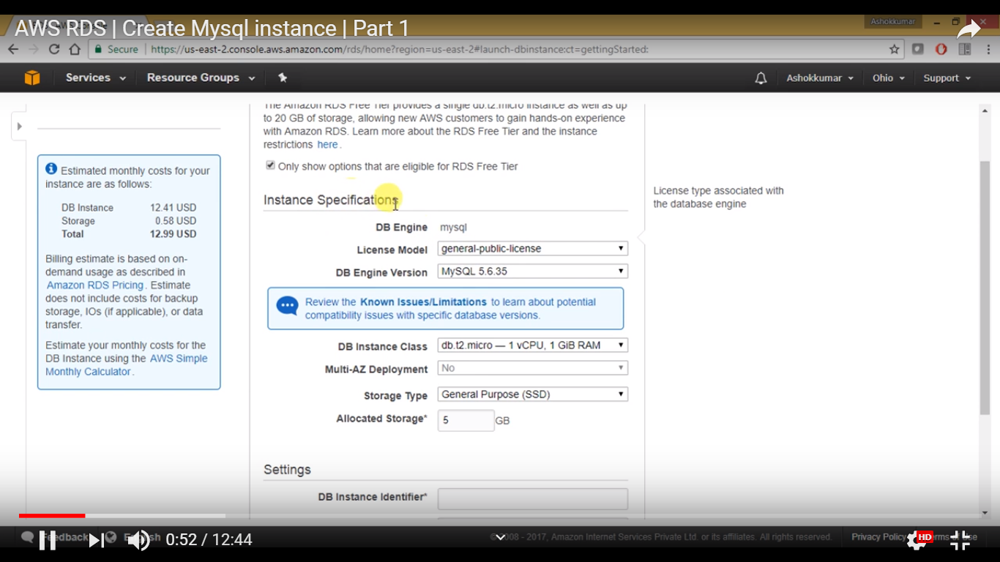 AWS RDS | Create Mysql instance | Part 1
Ashokkumar
Secure https://us-east-2.console.aws.amazon.com/rds/home?region=us-east-2#launch-dbinstance:ct=gettingStarted:
Services Resource Groups Ashokkumar Ohio Support
The Amazon RDS Free Tier provides a single db.t2.micro instance as well as up
to 20 GB of storage, allowing new AWS customers to gain hands-on experience
with Amazon RDS. Learn more about the RDS Free Tier and the instance
restrictions here.
Only show options that are eligible for RDS Free Tier
Estimated monthly costs for your
instance are as follows:
DB Instance 12.41 USD
Storage 0.58 USD
Total 12.99 USD
Billing estimate is based on on-
demand usage as described in
Amazon RDS Pricing. Estimate
does not include costs for backup
storage, IOs (if applicable), or data
transfer.
Estimate your monthly costs for the
DB Instance using the AWS Simple
Monthly Calculator.
Instance Specifications
DB Engine mysql
License Model general-public-license
DB Engine Version MySQL 5.6.35
Review the Known Issues/Limitations to learn about potential
compatibility issues with specific database versions.
DB Instance Class db.t2.micro — 1 vCPU, 1 GiB RAM
Multi-AZ Deployment No
Storage Type General Purpose (SSD)
Allocated Storage* 5 GB
Settings
DB Instance Identifier*
License type associated with
the database engine
Feedback
0:52 / 12:44
2008 - 2017, Amazon Internet Services Private Ltd. or its affiliates. All rights reserved. Privacy Policy
HD